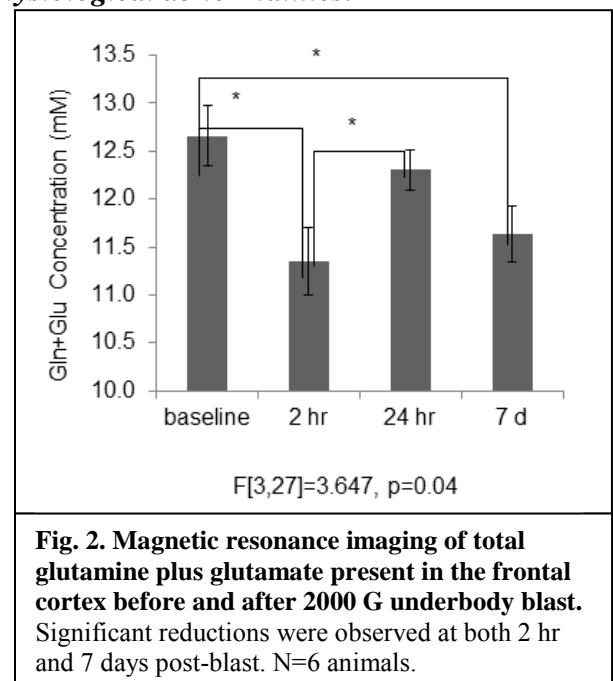 13.5
13.0
12.5
12.0
11.5
11.0
10.5
10.0
Gln+Glu Concentration (mM)
*
*
*
baseline 2 hr 24 hr 7 d
F[3,27]=3.647, p=0.04
Fig. 2. Magnetic resonance imaging of total
glutamine plus glutamate present in the frontal
cortex before and after 2000 G underbody blast.
Significant reductions were observed at both 2 hr
and 7 days post-blast. N=6 animals.